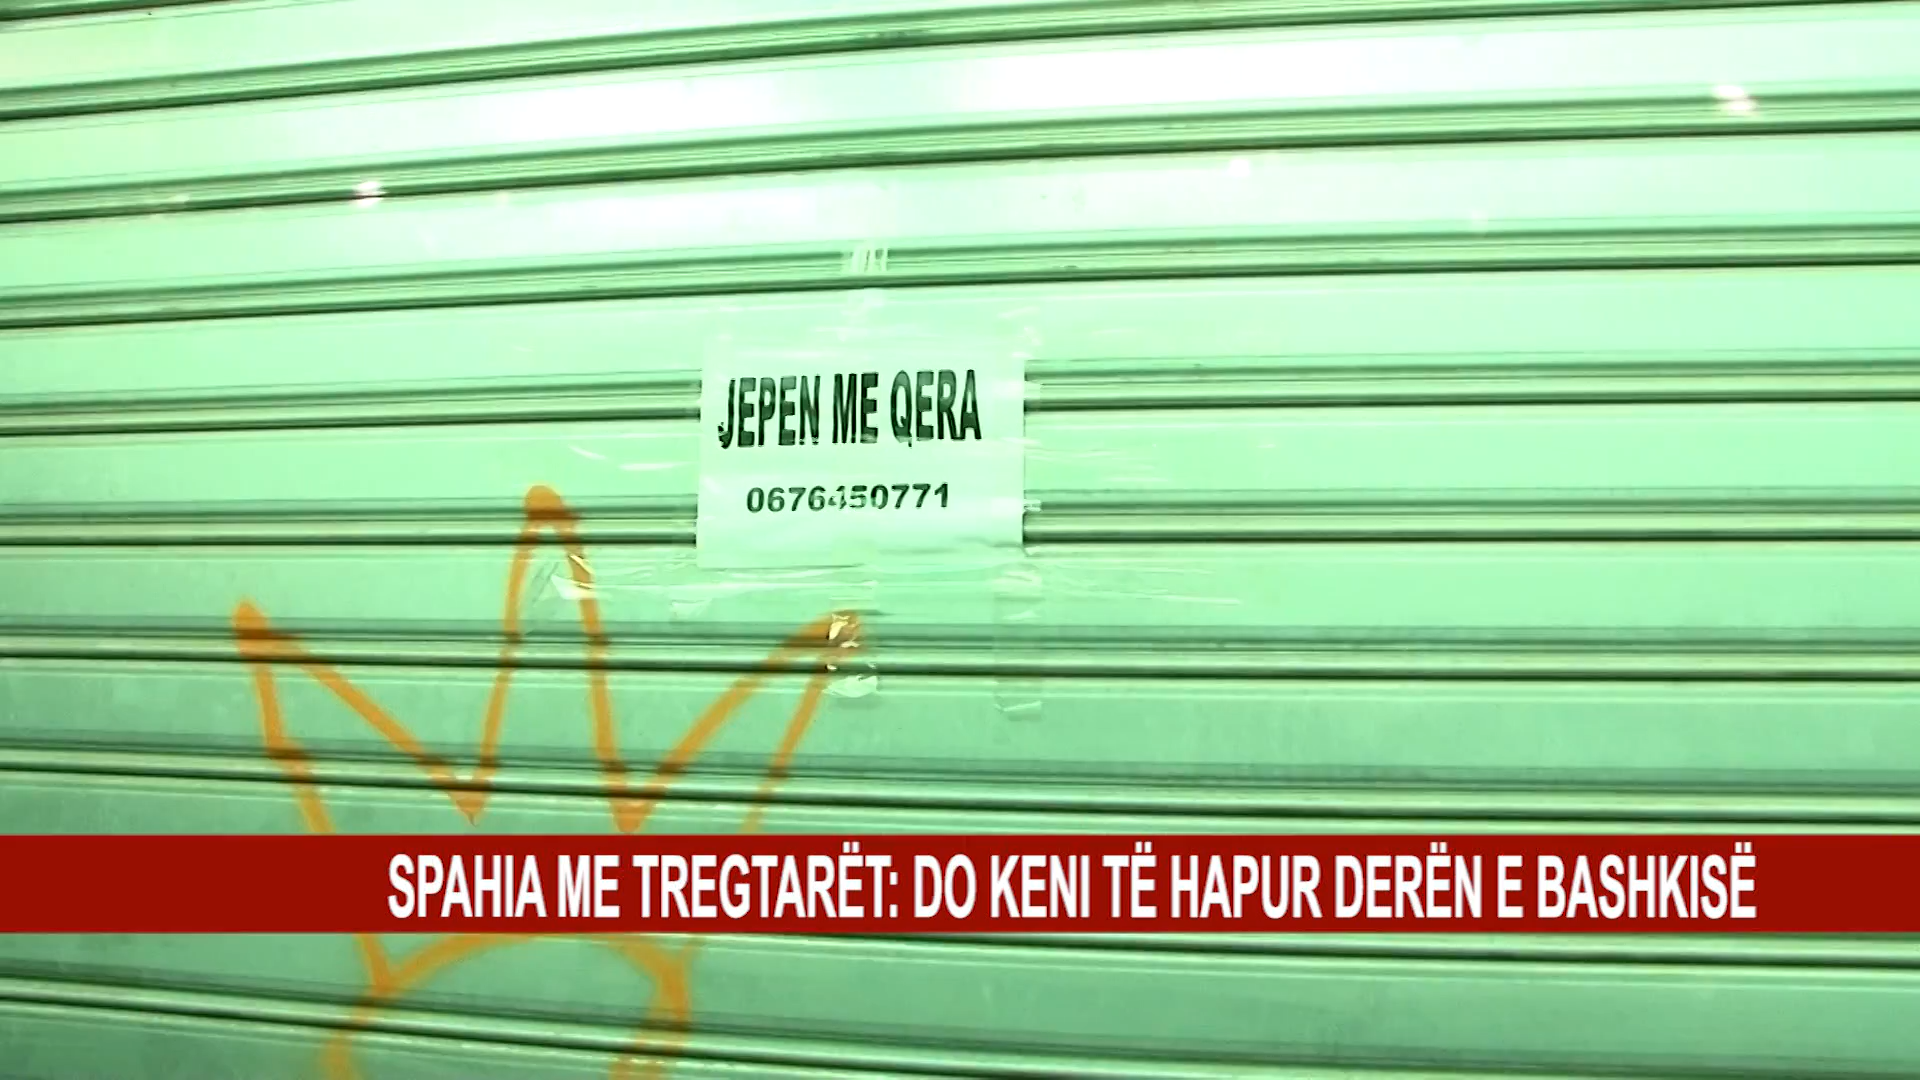 JEPEN ME QERA
0676450771
SPAHIA ME TREGTARËT: DO KENI TË HAPUR DERËN E BASHKISË